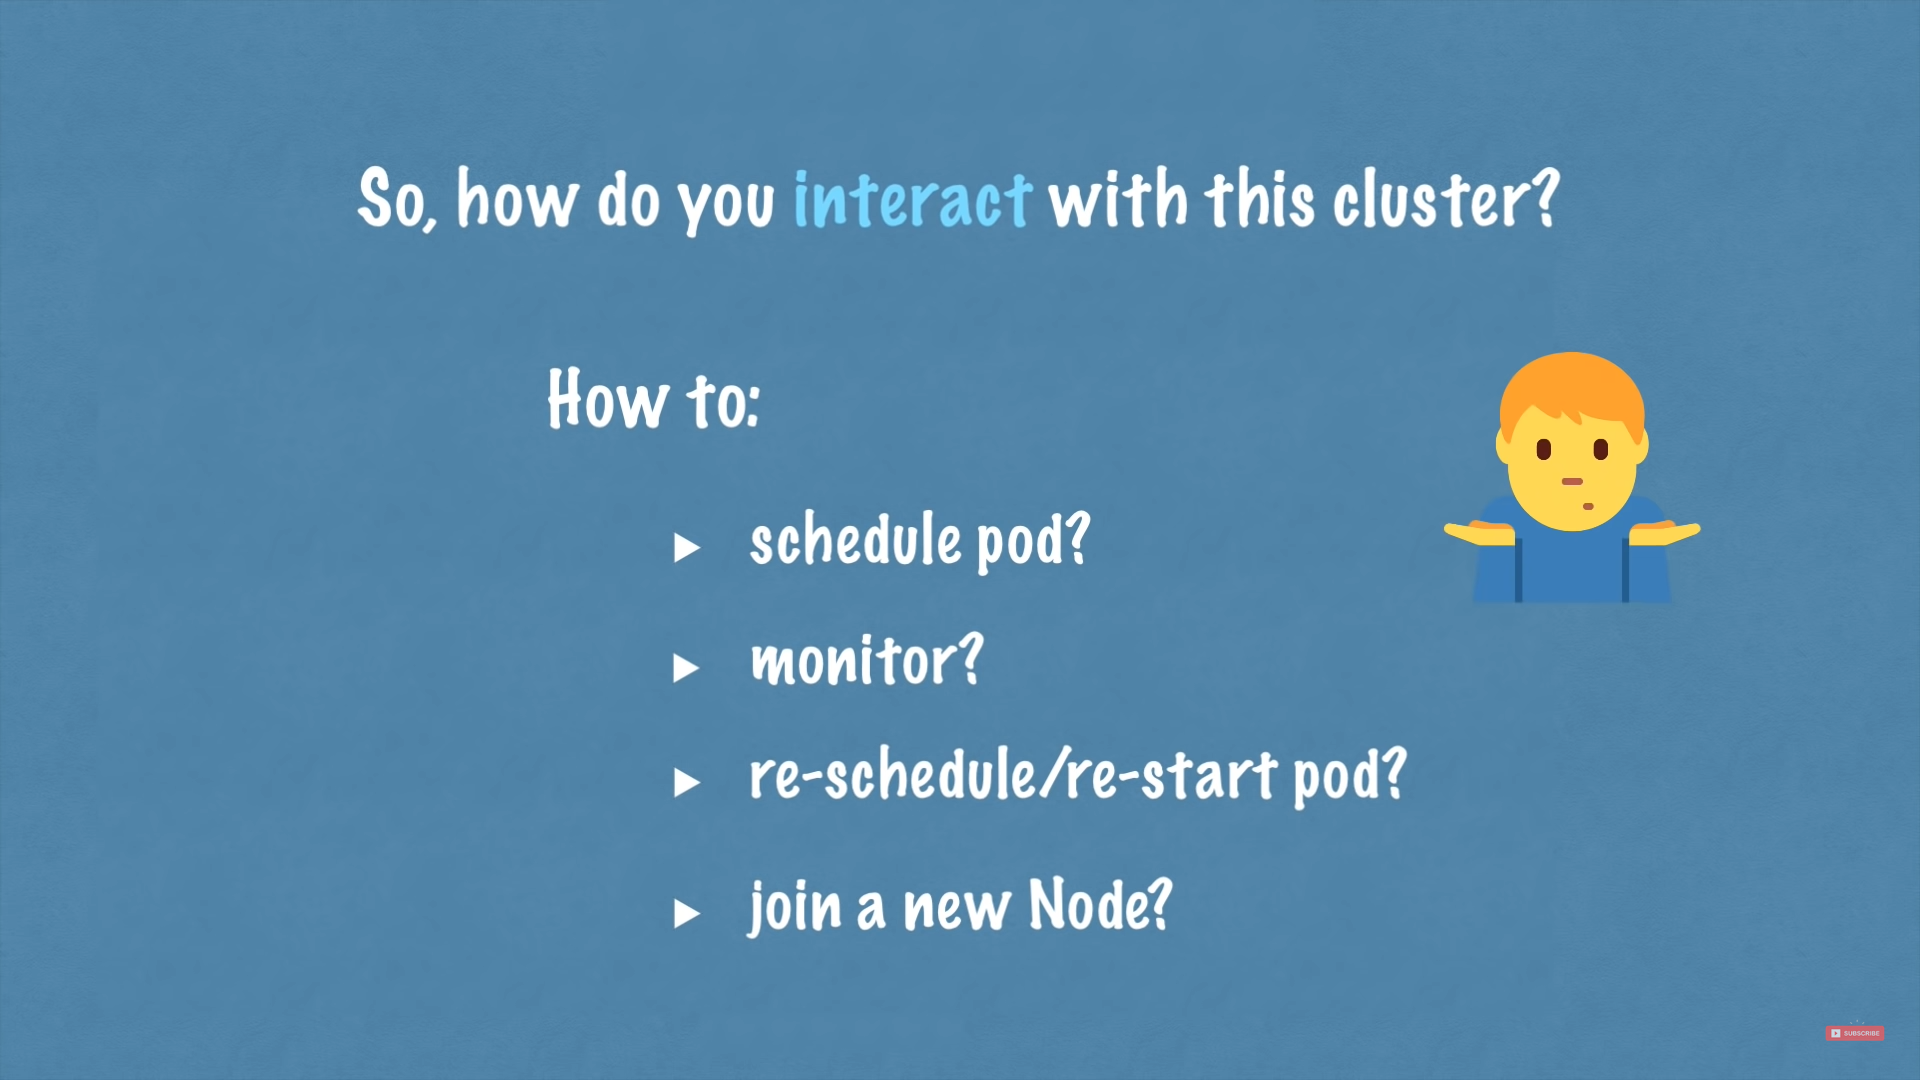 So, how do you interact with this cluster?
How to:
schedule pod?
monitor?
re-schedule/re-start pod?
join a new Node?
SUBSCRIBE